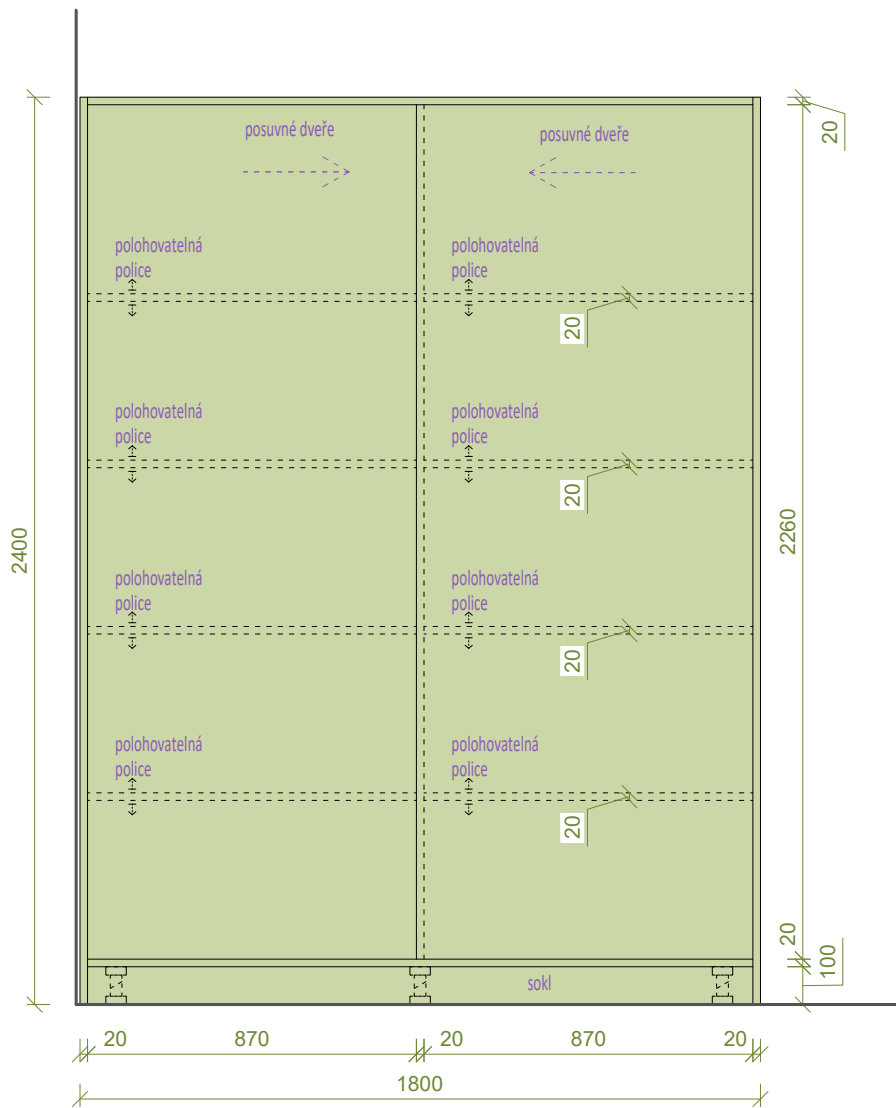 posuvné dveře
posuvné dveře
20
polohovatelná
police
polohovatelná
police
20
polohovatelná
police
polohovatelná
police
20
2400
2260
polohovatelná
police
polohovatelná
police
20
polohovatelná
police
polohovatelná
police
20
20
100
sokl
20 870 20 870 20
1800